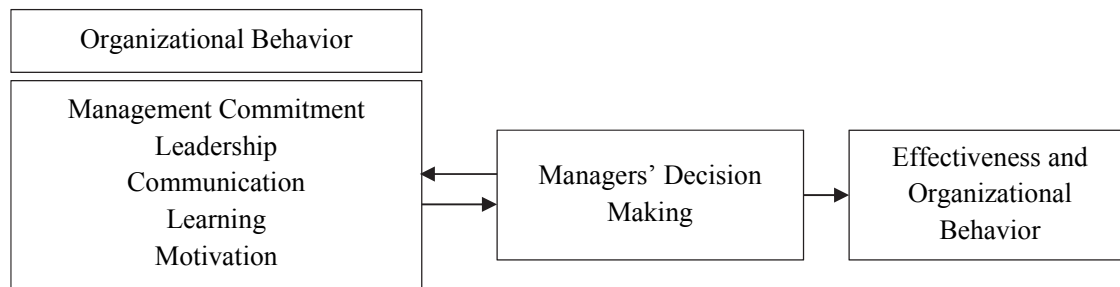 Organizational Behavior
Management Commitment
Leadership
Communication
Learning
Motivation
Managers’ Decision
Making
Effectiveness and
Organizational
Behavior